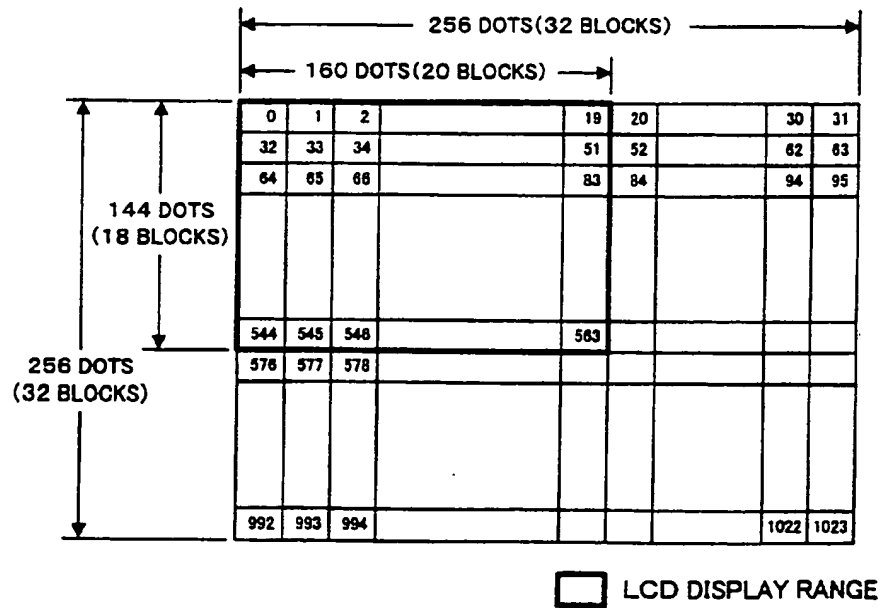 256 DOTS(32 BLOCKS)
160 DOTS(20 BLOCKS)
0 1 2 19 20 30 31
32 33 34 51 52 62 63
64 65 66 83 84 94 95
144 DOTS
(18 BLOCKS)
544 545 546 563
256 DOTS
(32 BLOCKS)
576 577 578
992 993 994 1022 1023
LCD DISPLAY RANGE